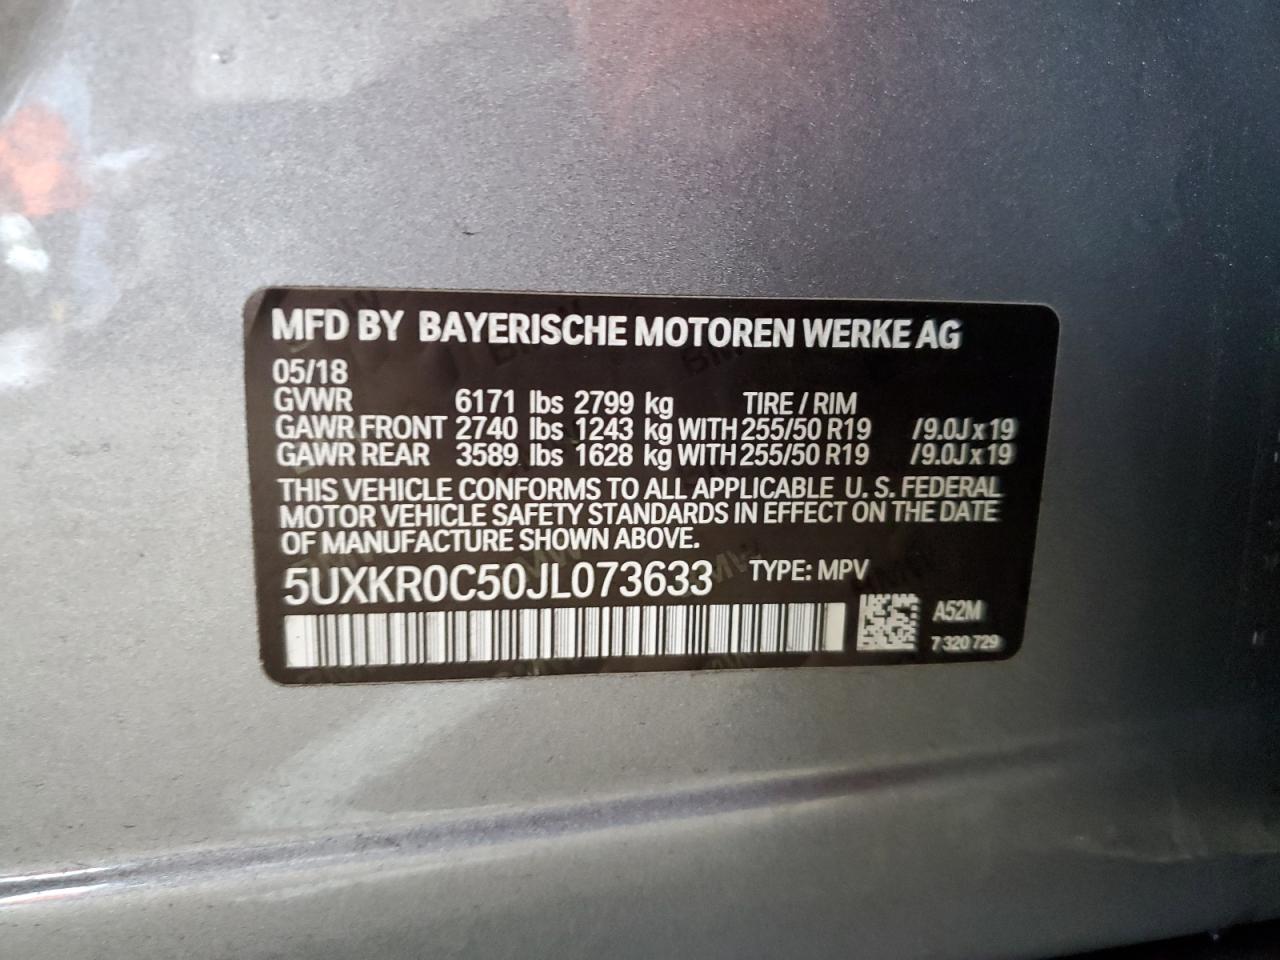 MFD BY BAYERISCHE MOTOREN WERKE AG
05/18
GVWR 6171 lbs 2799 kg TIRE / RIM
GAWR FRONT 2740 lbs 1243 kg WITH 255/50 R19 /9.0J x 19
GAWR REAR 3589 lbs 1628 kg WITH 255/50 R19 /9.0J x 19
THIS VEHICLE CONFORMS TO ALL APPLICABLE U. S. FEDERAL
MOTOR VEHICLE SAFETY STANDARDS IN EFFECT ON THE DATE
OF MANUFACTURE SHOWN ABOVE.
5UXKR0C50JL073633 TYPE: MPV
A52M
7 320 729